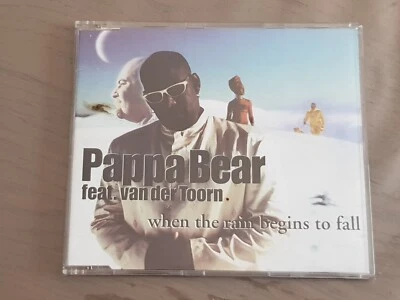 Pappa Bear
feat. van der Toorn.
when the rain begins to fall